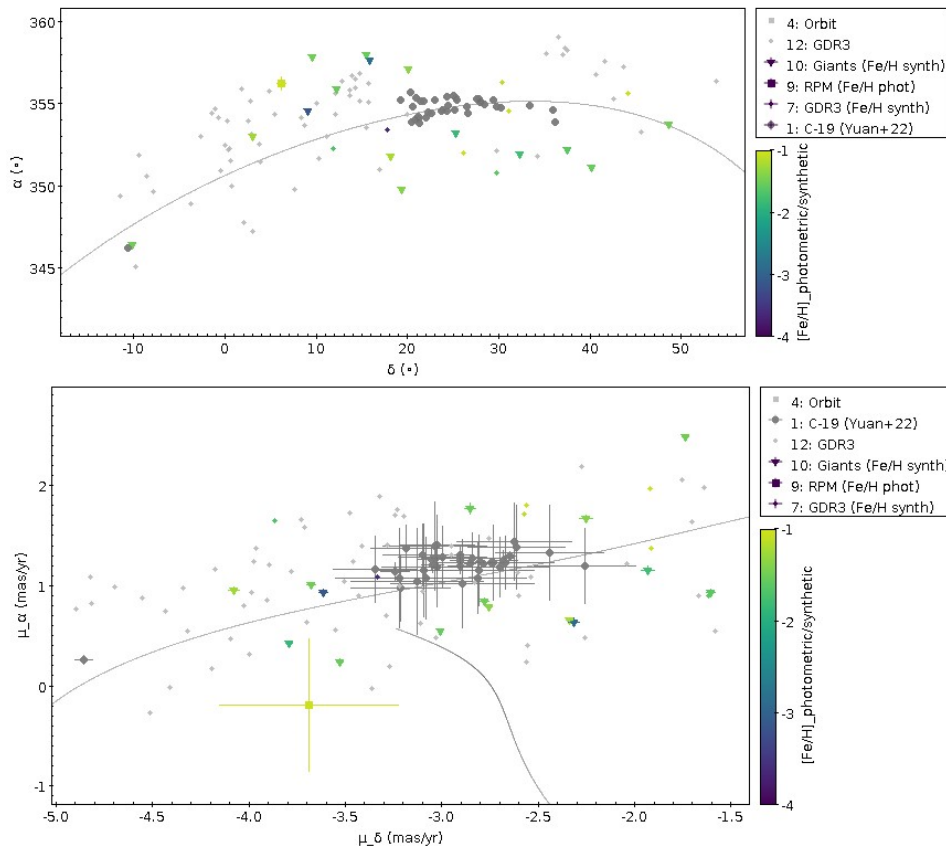 360
355
350
345
α (°)
-10 0 10 20 30 40 50
δ (°)
4: Orbit
12: GDR3
10: Giants (Fe/H synth)
9: RPM (Fe/H phot)
7: GDR3 (Fe/H synth)
1: C-19 (Yuan+22)
-1
-2
-3
-4
[Fe/H]_photometric/synthetic
2
1
0
-1
μ_α (mas/yr)
-5.0 -4.5 -4.0 -3.5 -3.0 -2.5 -2.0 -1.5
μ_δ (mas/yr)
4: Orbit
1: C-19 (Yuan+22)
12: GDR3
10: Giants (Fe/H synth)
9: RPM (Fe/H phot)
7: GDR3 (Fe/H synth)
-1
-2
-3
-4
[Fe/H]_photometric/synthetic